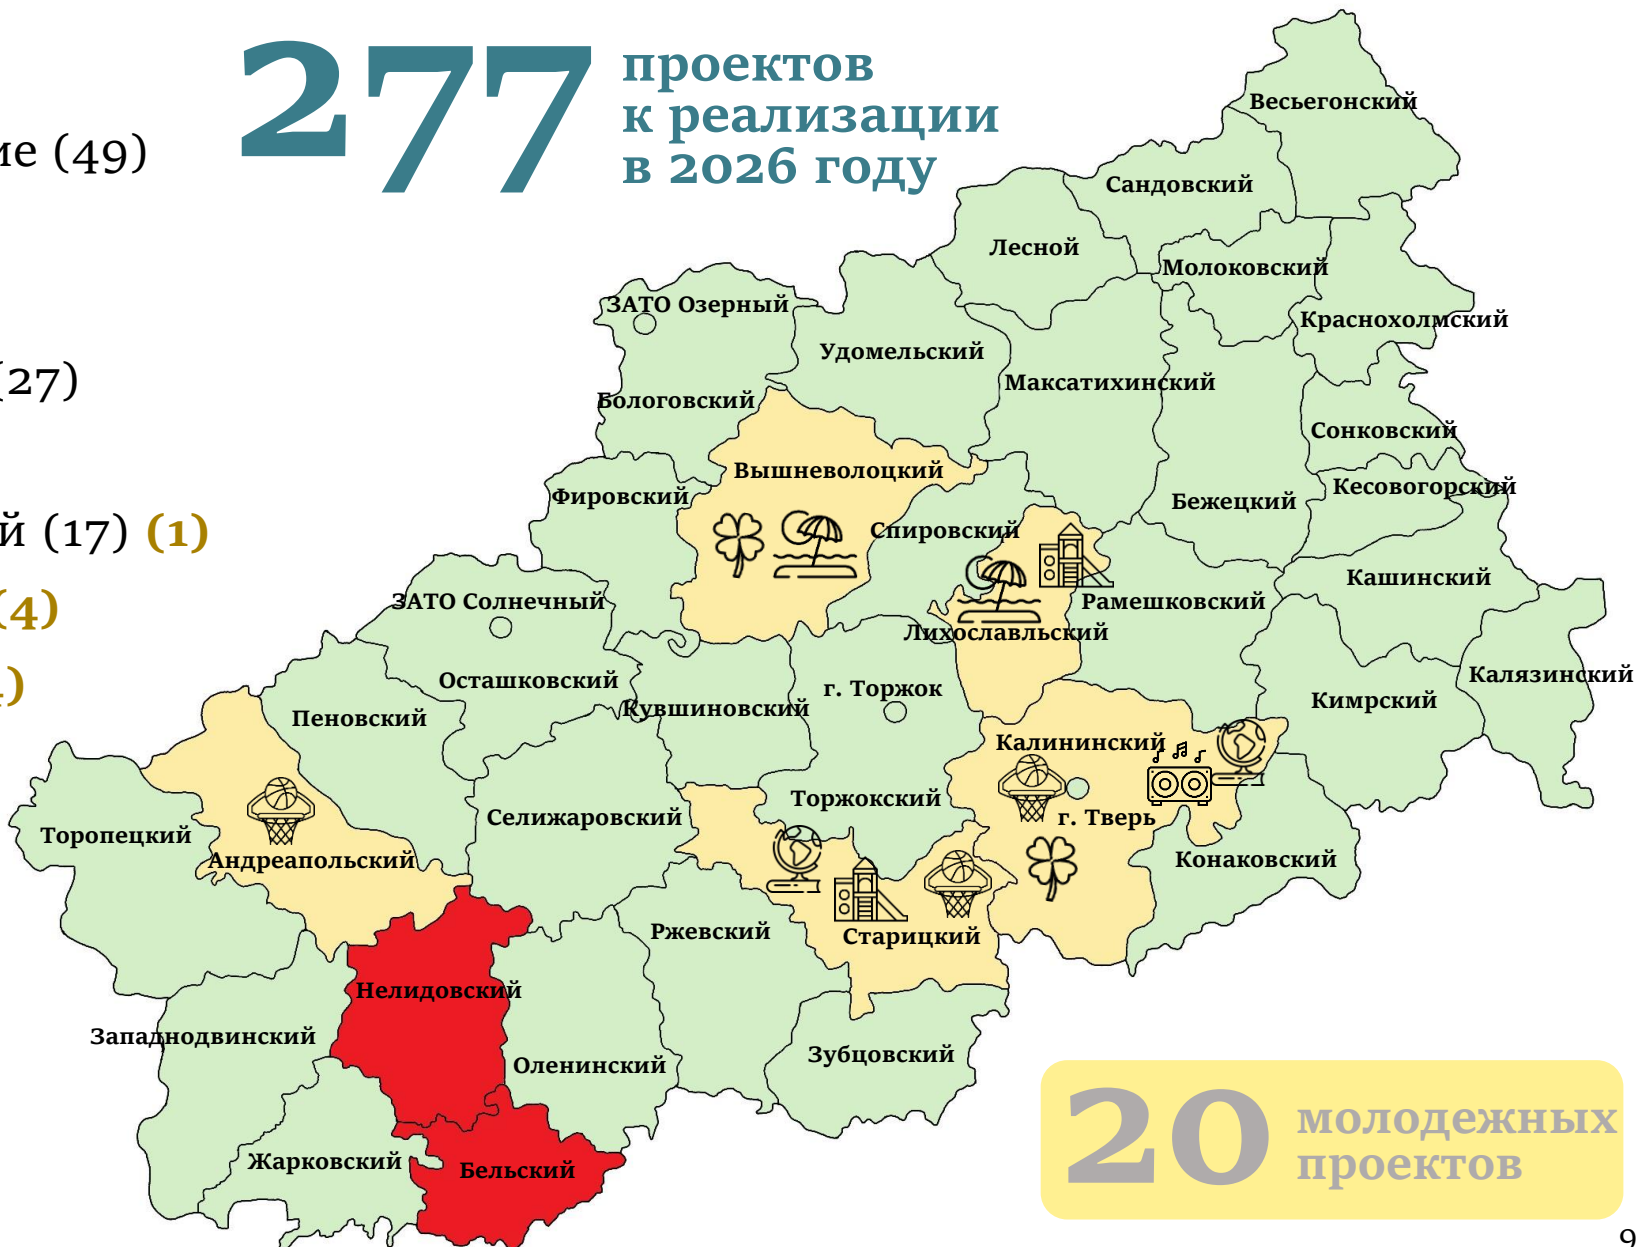 277
проектов
к реализации
в 2026 году
ие (49)
(27)
й (17) (1)
(4)
)
Весьегонский
Сандовский
Лесной
Молоковский
ЗАТО Озерный
Краснохолмский
Удомельский
Максатихинский
Бологовский
Сонковский
Вышневолоцкий
Кесовогорский
Фировский
Бежецкий
Спировский
Кашинский
ЗАТО Солнечный
Рамешковский
Лихославльский
Калязинский
Осташковский
г. Торжок
Кимрский
Кувшиновский
Пеновский
Калининский
Торжокский
Селижаровский
г. Тверь
Торопецкий
Андреапольский
Конаковский
Ржевский
Старицкий
Нелидовский
Западнодвинский
Зубцовский
Оленинский
Жарковский
Бельский
20
молодежных
проектов
9